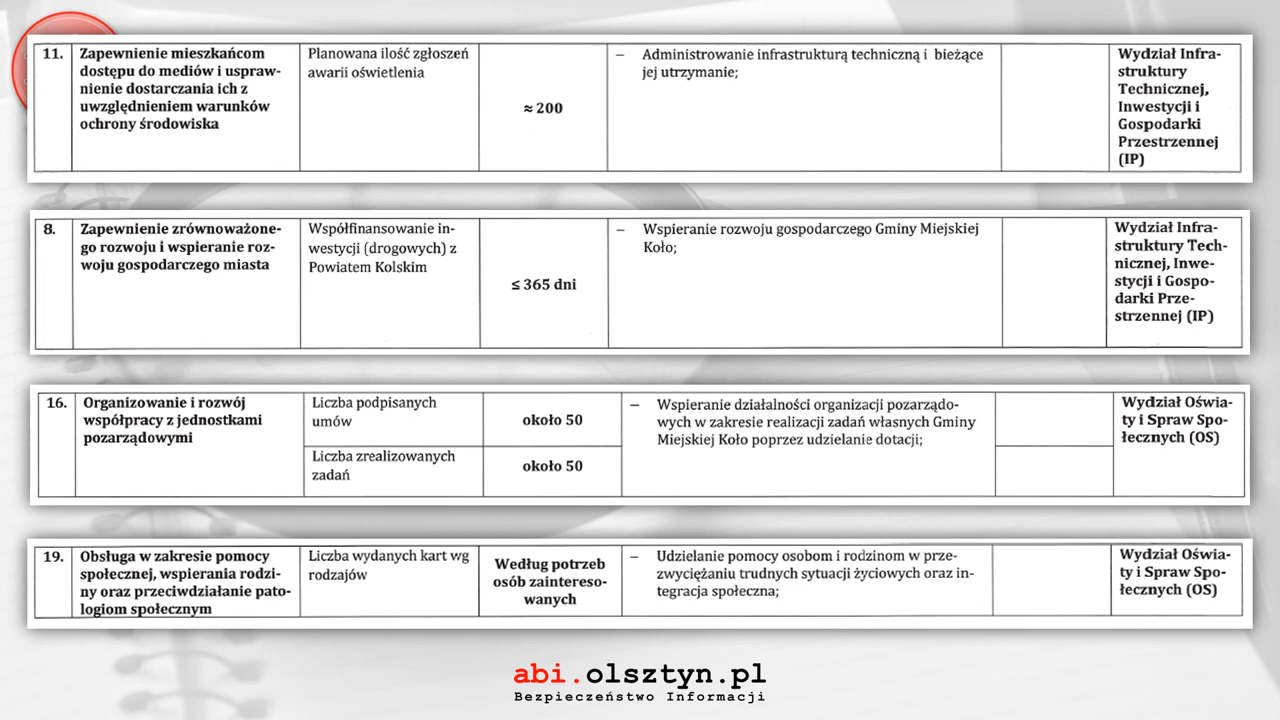 11.
Zapewnienie mieszkańcom
dostępu do mediów i uspraw-
nienie dostarczania ich z
uwzględnieniem warunków
ochrony środowiska
Planowana ilość zgłoszeń
awarii oświetlenia
≈ 200
– Administrowanie infrastrukturą techniczną i bieżące
jej utrzymanie;
Wydział Infra-
struktury
Technicznej,
Inwestycji i
Gospodarki
Przestrzennej
(IP)
8.
Zapewnienie zrównoważone-
go rozwoju i wspieranie roz-
woju gospodarczego miasta
Współfinansowanie in-
westycji (drogowych) z
Powiatem Kolskim
≤ 365 dni
– Wspieranie rozwoju gospodarczego Gminy Miejskiej
Koło;
Wydział Infra-
struktury Tech-
nicznej, Inwe-
stycji i Gospo-
darki Prze-
strzennej (IP)
16.
Organizowanie i rozwój
współpracy z jednostkami
pozarządowymi
Liczba podpisanych
umów
około 50
Liczba zrealizowanych
zadań
około 50
– Wspieranie działalności organizacji pozarządo-
wych w zakresie realizacji zadań własnych Gminy
Miejskiej Koło poprzez udzielanie dotacji;
Wydział Oświa-
ty i Spraw Spo-
łecznych (OS)
19.
Obsługa w zakresie pomocy
społecznej, wspierania rodzi-
ny oraz przeciwdziałanie pato-
logiom społecznym
Liczba wydanych kart wg
rodzajów
Według potrzeb
osób zaintereso-
wanych
– Udzielanie pomocy osobom i rodzinom w prze-
zwyciężaniu trudnych sytuacji życiowych oraz in-
tegracja społeczna;
Wydział Oświa-
ty i Spraw Spo-
łecznych (OS)
abi.olsztyn.pl
Bezpieczeństwo Informacji